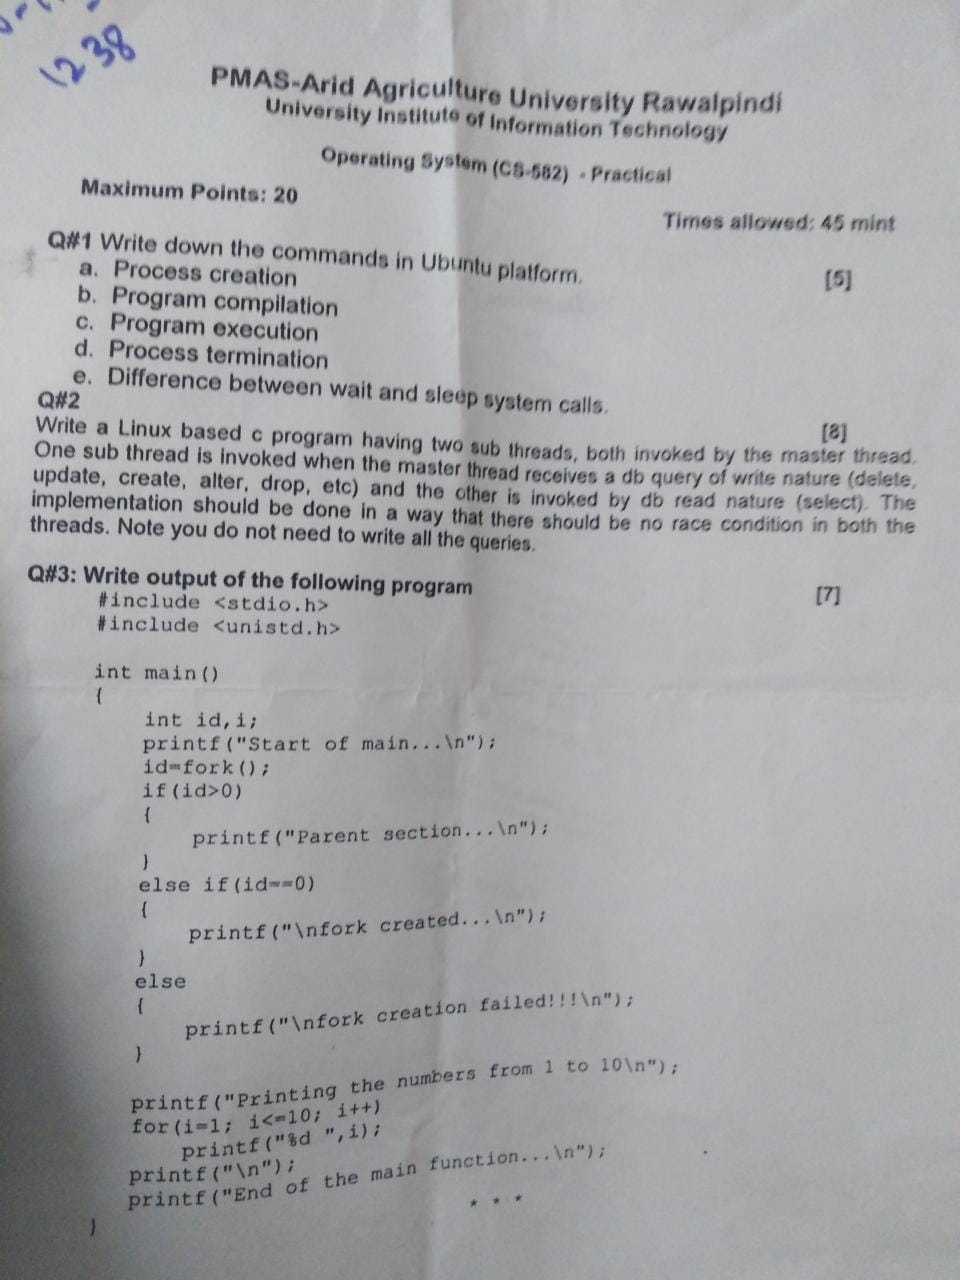 1238
PMAS-Arid Agriculture University Rawalpindi
University Institute of Information Technology
Operating System (CS-582) - Practical
Maximum Points: 20
Times allowed: 45 mint
Q#1 Write down the commands in Ubuntu platform. [5]
a. Process creation
b. Program compilation
c. Program execution
d. Process termination
e. Difference between wait and sleep system calls.
Q#2 [8]
Write a Linux based c program having two sub threads, both invoked by the master thread.
One sub thread is invoked when the master thread receives a db query of write nature (delete,
update, create, alter, drop, etc) and the other is invoked by db read nature (select). The
implementation should be done in a way that there should be no race condition in both the
threads. Note you do not need to write all the queries.
Q#3: Write output of the following program [7]
#include <stdio.h>
#include <unistd.h>
int main()
{
int id,i;
printf("Start of main...\n");
id=fork();
if(id>0)
{
printf("Parent section...\n");
}
else if(id==0)
{
printf("\nfork created...\n");
}
else
{
printf("\nfork creation failed!!!\n");
}
printf("Printing the numbers from 1 to 10\n");
for(i=1; i<=10; i++)
printf("%d ",i);
printf("\n");
printf("End of the main function...\n");
* * *
}